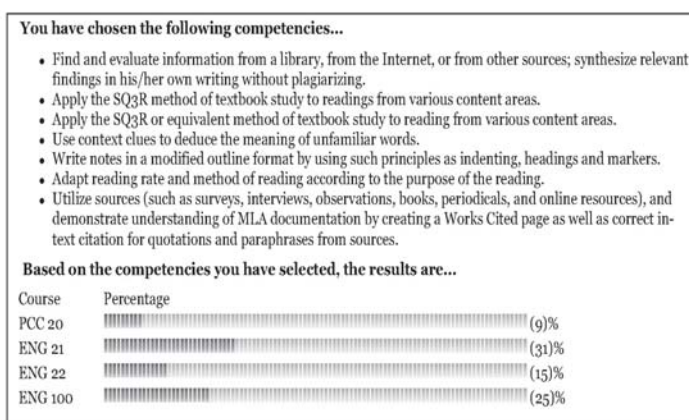 You have chosen the following competencies...
• Find and evaluate information from a library, from the Internet, or from other sources; synthesize relevant
findings in his/her own writing without plagiarizing.
• Apply the SQ3R method of textbook study to readings from various content areas.
• Apply the SQ3R or equivalent method of textbook study to reading from various content areas.
• Use context clues to deduce the meaning of unfamiliar words.
• Write notes in a modified outline format by using such principles as indenting, headings and markers.
• Adapt reading rate and method of reading according to the purpose of the reading.
• Utilize sources (such as surveys, interviews, observations, books, periodicals, and online resources), and
demonstrate understanding of MLA documentation by creating a Works Cited page as well as correct in-
text citation for quotations and paraphrases from sources.
Based on the competencies you have selected, the results are...
Course Percentage
PCC 20 (9)%
ENG 21 (31)%
ENG 22 (15)%
ENG 100 (25)%